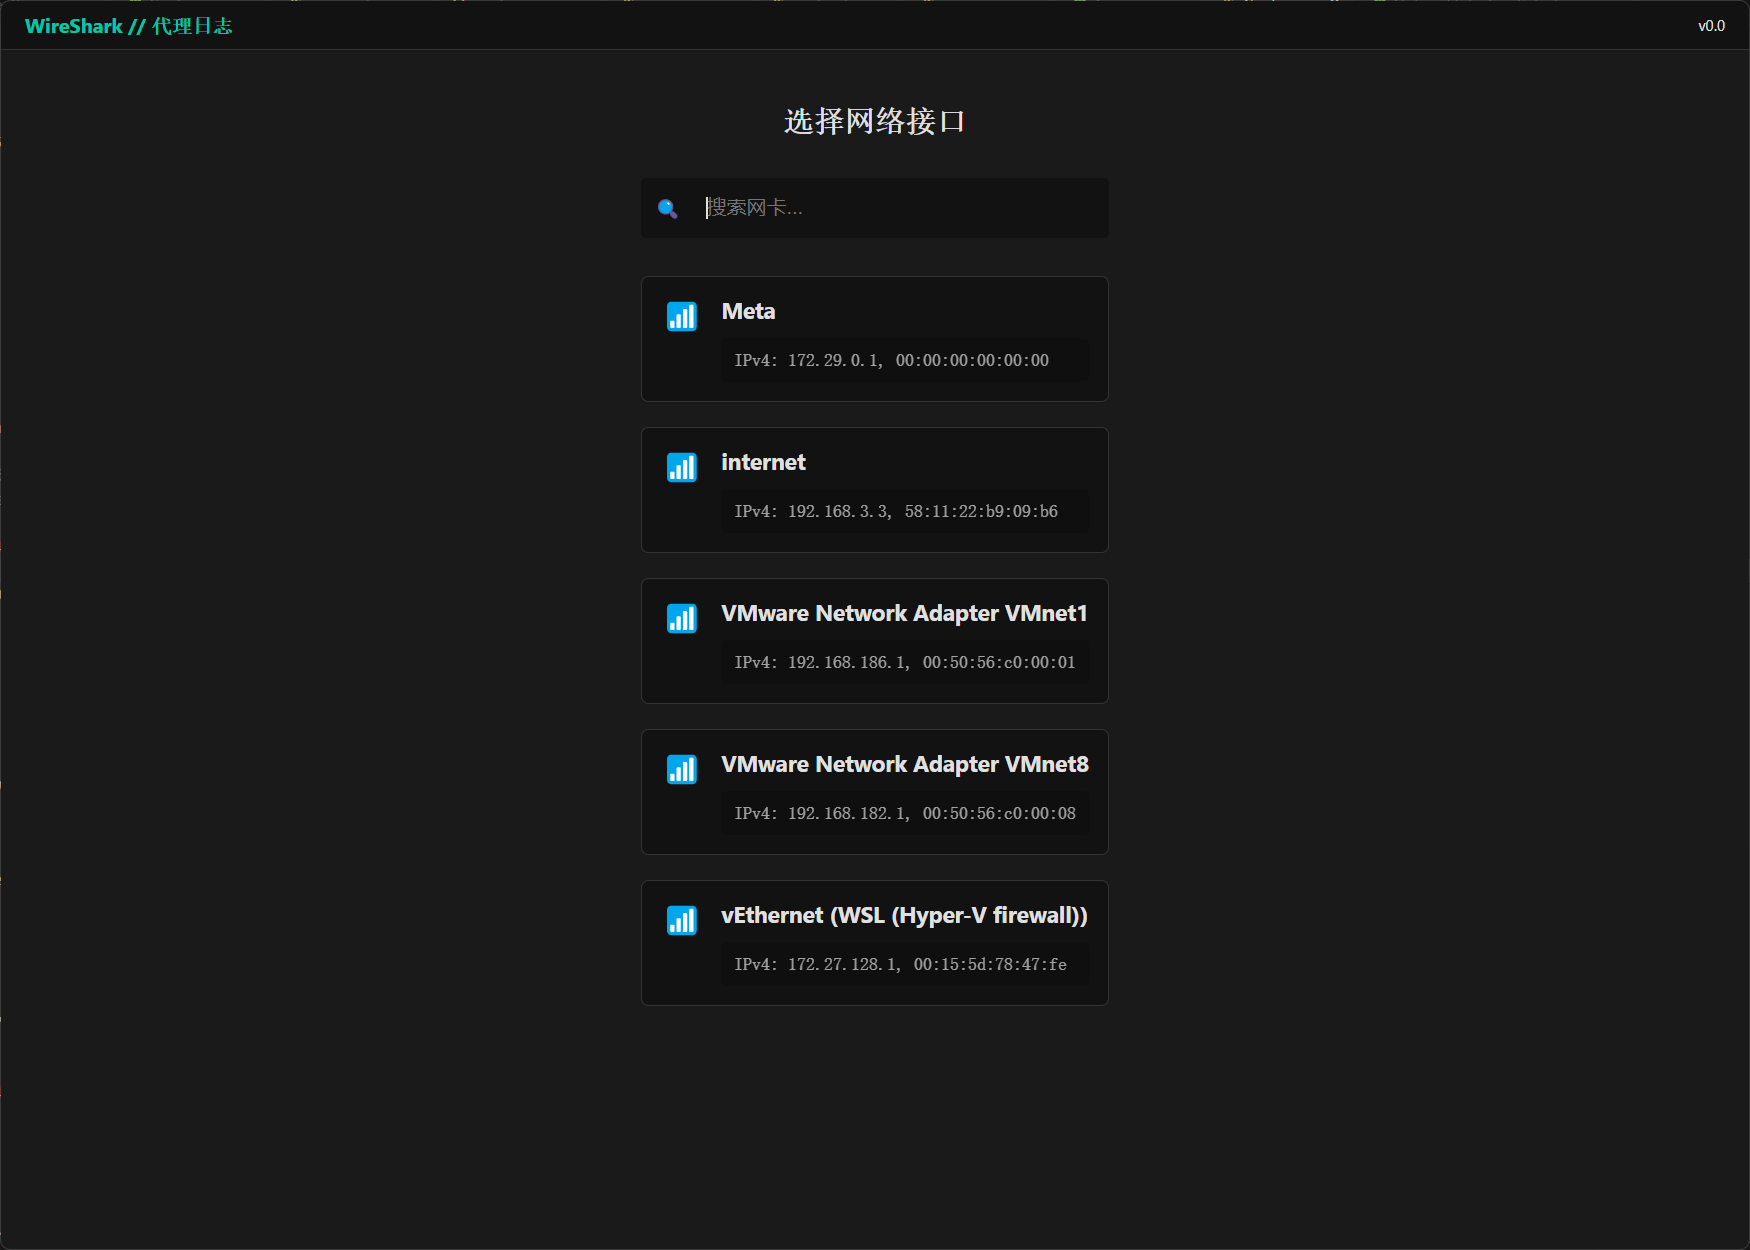 WireShark // 代理日志
v0.0
选择网络接口
搜索网卡...
Meta
IPv4: 172.29.0.1, 00:00:00:00:00:00
internet
IPv4: 192.168.3.3, 58:11:22:b9:09:b6
VMware Network Adapter VMnet1
IPv4: 192.168.186.1, 00:50:56:c0:00:01
VMware Network Adapter VMnet8
IPv4: 192.168.182.1, 00:50:56:c0:00:08
vEthernet (WSL (Hyper-V firewall))
IPv4: 172.27.128.1, 00:15:5d:78:47:fe